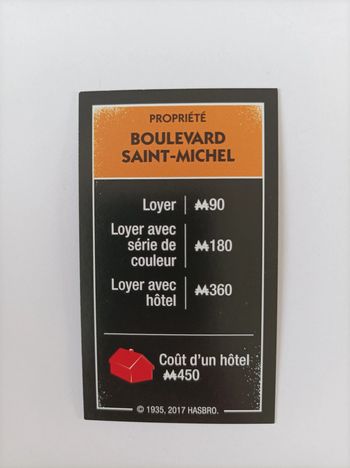 PROPRIÉTÉ
BOULEVARD
SAINT-MICHEL
Loyer ₩90
Loyer avec
série de
couleur ₩180
Loyer avec
hôtel ₩360
Coût d'un hôtel
₩450
© 1935, 2017 HASBRO.